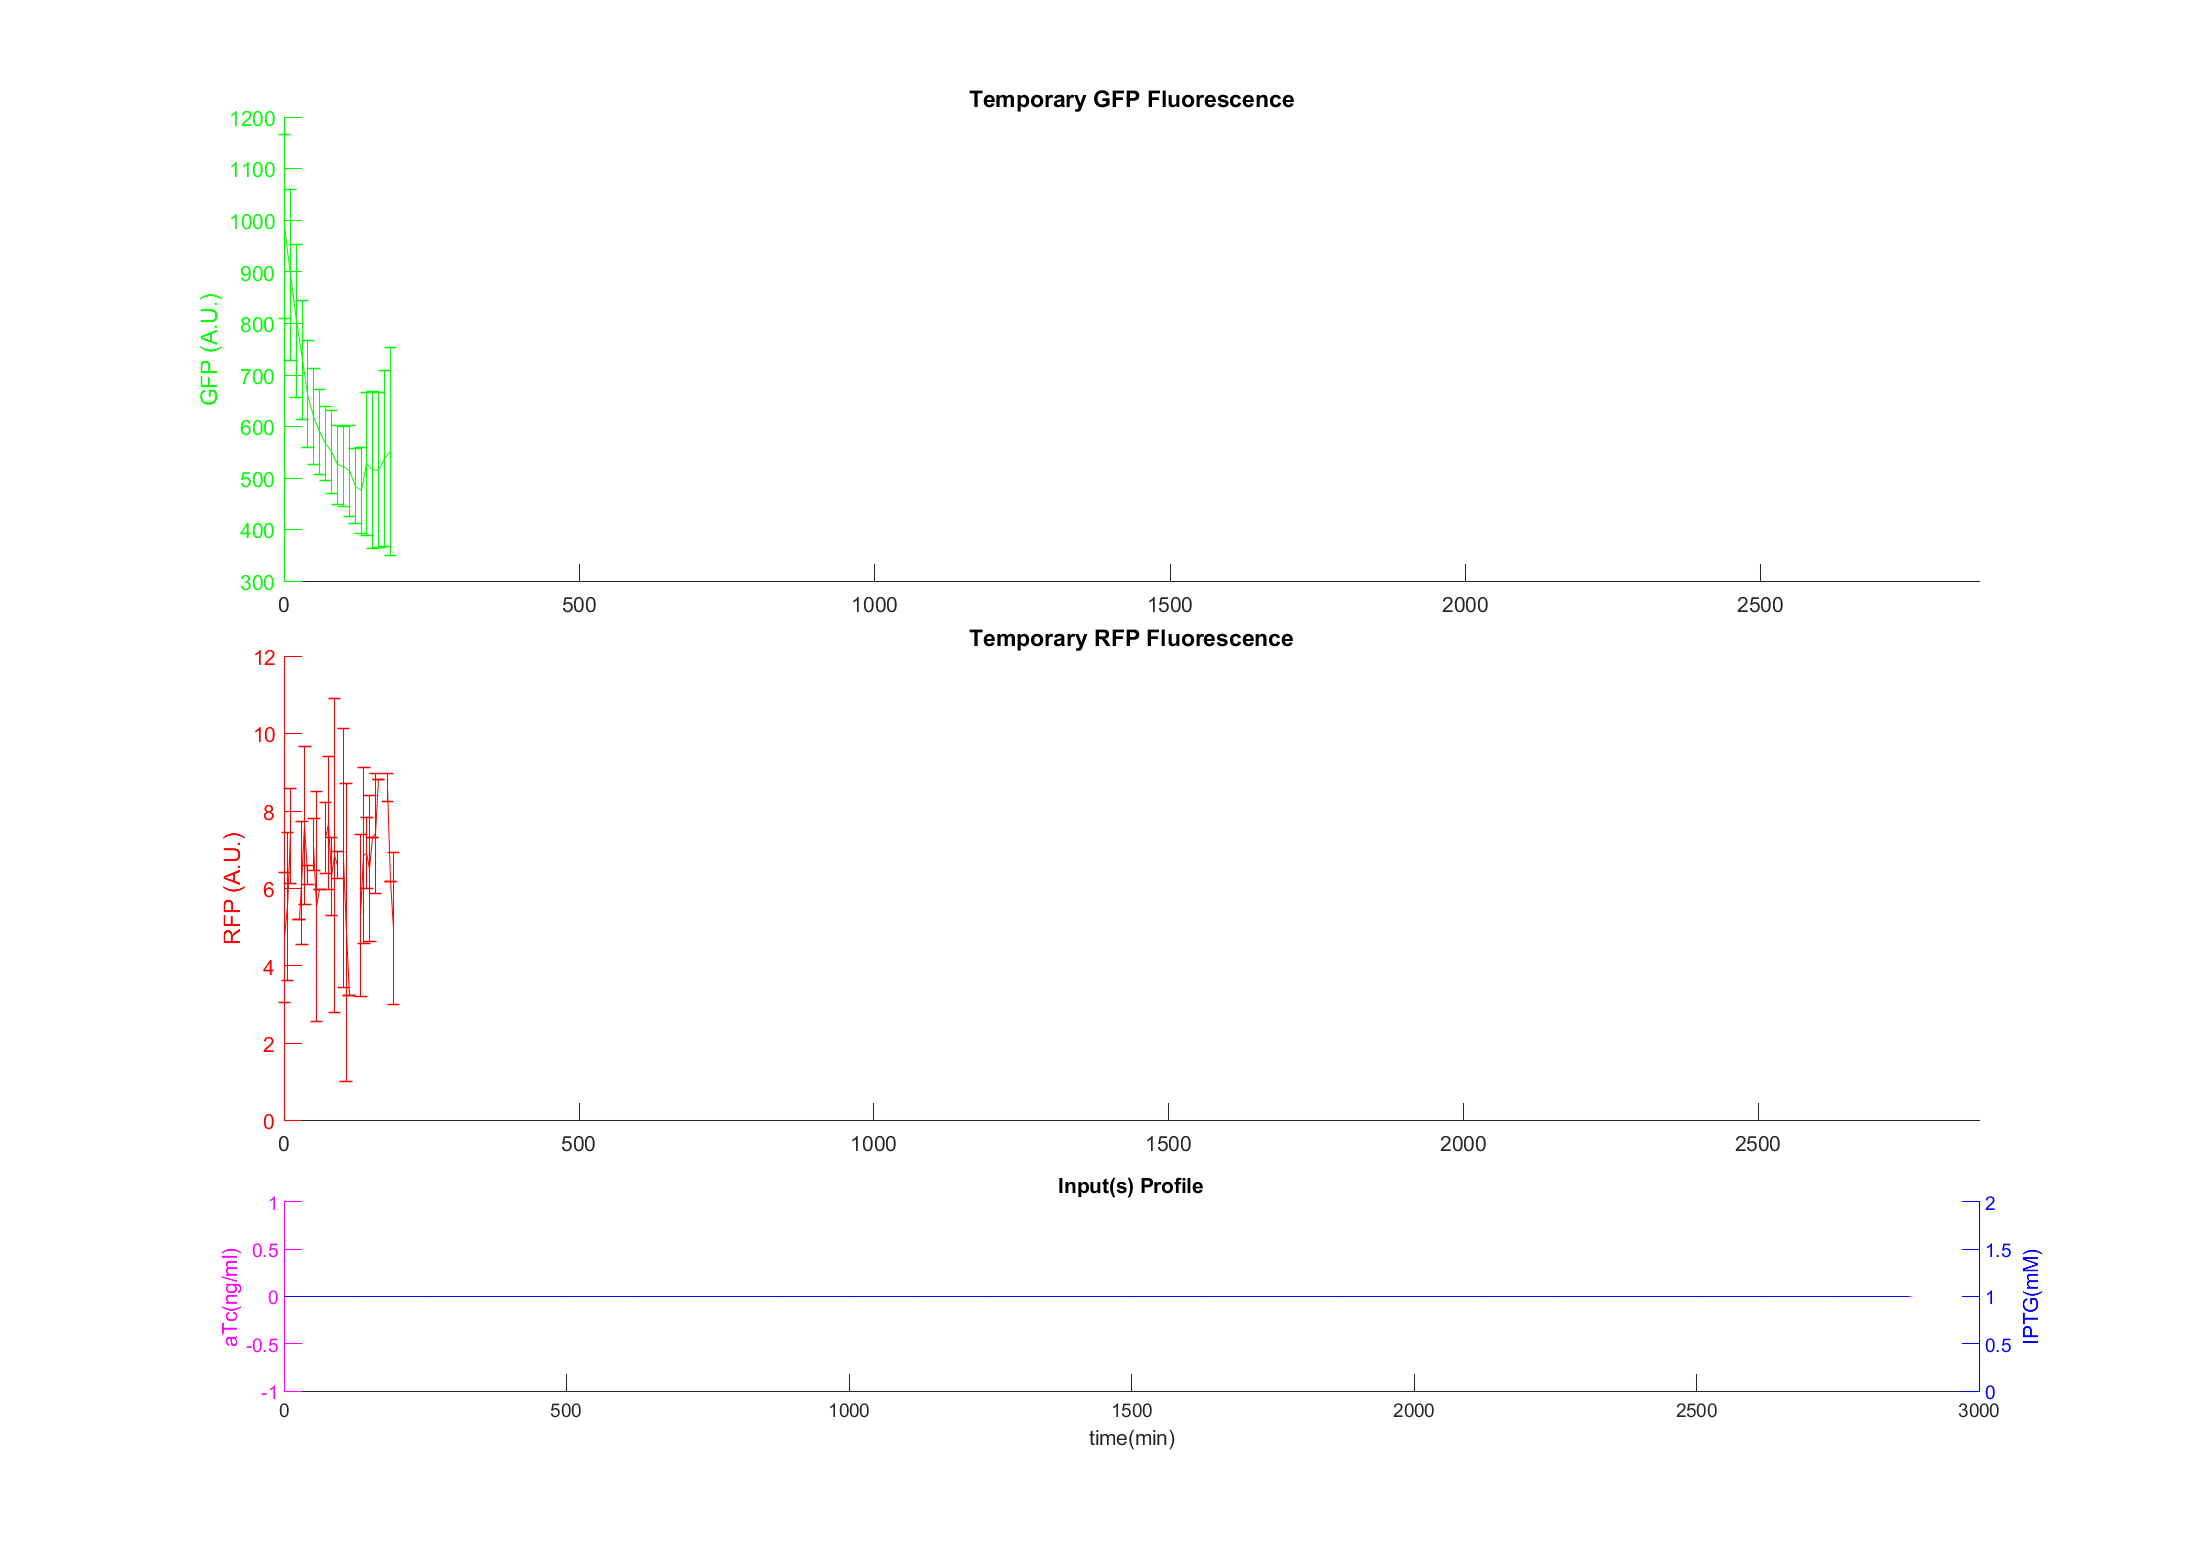 Temporary GFP Fluorescence
1200
1100
1000
900
800
700
600
500
400
300
GFP (A.U.)
0 500 1000 1500 2000 2500
Temporary RFP Fluorescence
12
10
8
6
4
2
0
RFP (A.U.)
0 500 1000 1500 2000 2500
Input(s) Profile
1
0.5
0
-0.5
-1
aTc(ng/ml)
2
1.5
1
0.5
0
IPTG(mM)
0 500 1000 1500 2000 2500 3000
time(min)